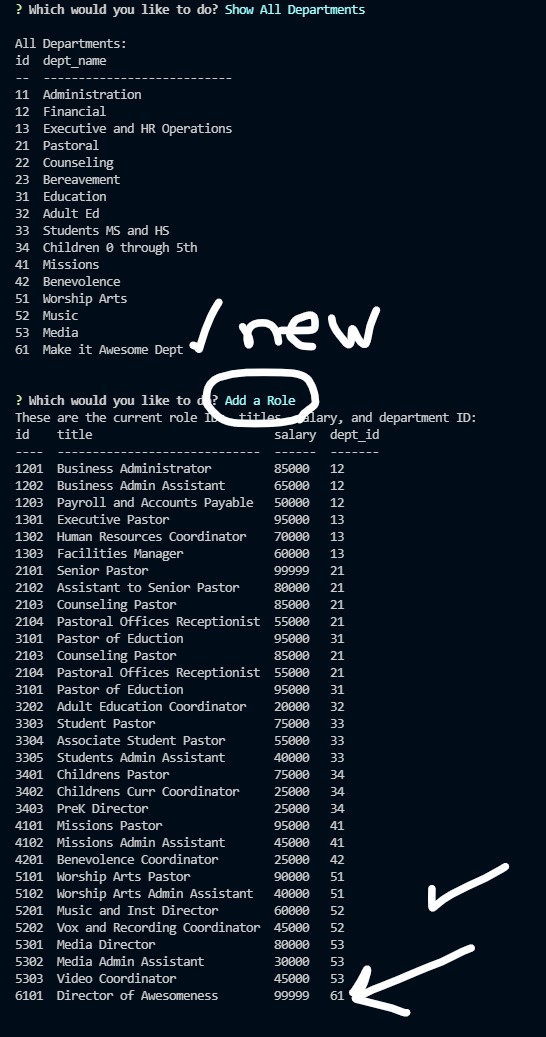 ? Which would you like to do? Show All Departments
All Departments:
id  dept_name
--  ---------------------------
11  Administration
12  Financial
13  Executive and HR Operations
21  Pastoral
22  Counseling
23  Bereavement
31  Education
32  Adult Ed
33  Students MS and HS
34  Children 0 through 5th
41  Missions
42  Benevolence
51  Worship Arts
52  Music
53  Media
61  Make it Awesome Dept
new
? Which would you like to do? Add a Role
These are the current role titles, salary, and department ID:
id    title                          salary  dept_id
----  -----------------------------  ------  -------
1201  Business Administrator         85000   12
1202  Business Admin Assistant       65000   12
1203  Payroll and Accounts Payable   50000   12
1301  Executive Pastor               95000   13
1302  Human Resources Coordinator    70000   13
1303  Facilities Manager             60000   13
2101  Senior Pastor                  99999   21
2102  Assistant to Senior Pastor     80000   21
2103  Counseling Pastor              85000   21
2104  Pastoral Offices Receptionist  55000   21
3101  Pastor of Eduction             95000   31
2103  Counseling Pastor              85000   21
2104  Pastoral Offices Receptionist  55000   21
3101  Pastor of Eduction             95000   31
3202  Adult Education Coordinator    20000   32
3303  Student Pastor                 75000   33
3304  Associate Student Pastor       55000   33
3305  Students Admin Assistant       40000   33
3401  Childrens Pastor               75000   34
3402  Childrens Curr Coordinator     25000   34
3403  PreK Director                  25000   34
4101  Missions Pastor                95000   41
4102  Missions Admin Assistant       45000   41
4201  Benevolence Coordinator        25000   42
5101  Worship Arts Pastor            90000   51
5102  Worship Arts Admin Assistant   40000   51
5201  Music and Inst Director        60000   52
5202  Vox and Recording Coordinator  45000   52
5301  Media Director                 80000   53
5302  Media Admin Assistant          30000   53
5303  Video Coordinator              45000   53
6101  Director of Awesomeness        99999   61